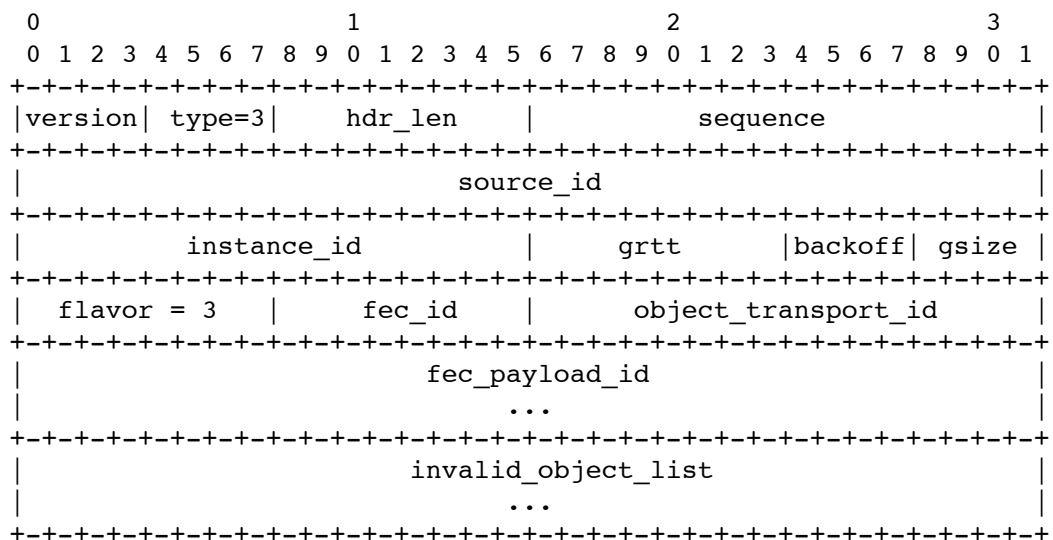 0                   1                   2                   3
 0 1 2 3 4 5 6 7 8 9 0 1 2 3 4 5 6 7 8 9 0 1 2 3 4 5 6 7 8 9 0 1
+-+-+-+-+-+-+-+-+-+-+-+-+-+-+-+-+-+-+-+-+-+-+-+-+-+-+-+-+-+-+-+-+
|version| type=3|    hdr_len    |          sequence             |
+-+-+-+-+-+-+-+-+-+-+-+-+-+-+-+-+-+-+-+-+-+-+-+-+-+-+-+-+-+-+-+-+
|                           source_id                           |
+-+-+-+-+-+-+-+-+-+-+-+-+-+-+-+-+-+-+-+-+-+-+-+-+-+-+-+-+-+-+-+-+
|          instance_id          |     grtt      |backoff| gsize |
+-+-+-+-+-+-+-+-+-+-+-+-+-+-+-+-+-+-+-+-+-+-+-+-+-+-+-+-+-+-+-+-+
|  flavor = 3   |     fec_id    |      object_transport_id      |
+-+-+-+-+-+-+-+-+-+-+-+-+-+-+-+-+-+-+-+-+-+-+-+-+-+-+-+-+-+-+-+-+
|                         fec_payload_id                        |
|                              ...                              |
+-+-+-+-+-+-+-+-+-+-+-+-+-+-+-+-+-+-+-+-+-+-+-+-+-+-+-+-+-+-+-+-+
|                        invalid_object_list                    |
|                              ...                              |
+-+-+-+-+-+-+-+-+-+-+-+-+-+-+-+-+-+-+-+-+-+-+-+-+-+-+-+-+-+-+-+-+